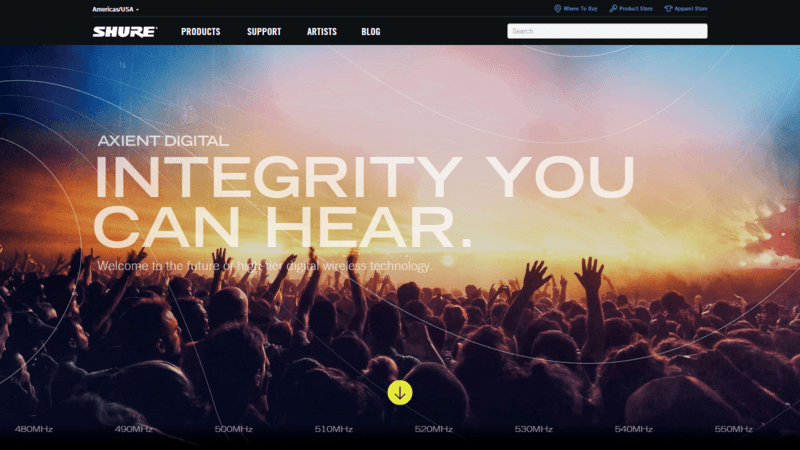 Americas/USA
Where To Buy
Product Store
Apparel Store
SHURE
PRODUCTS
SUPPORT
ARTISTS
BLOG
Search
AXIENT DIGITAL
INTEGRITY YOU
CAN HEAR.
Welcome to the future of high-tier digital wireless technology.
480MHz
490MHz
500MHz
510MHz
520MHz
530MHz
540MHz
550MHz